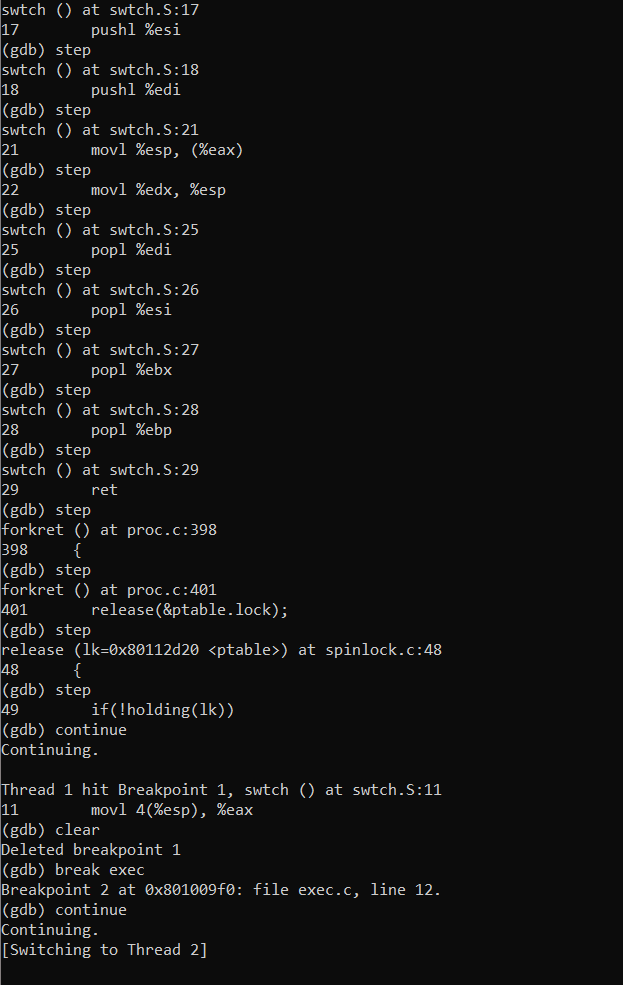 swtch () at swtch.S:17
17        pushl %esi
(gdb) step
swtch () at swtch.S:18
18        pushl %edi
(gdb) step
swtch () at swtch.S:21
21        movl %esp, (%eax)
(gdb) step
22        movl %edx, %esp
(gdb) step
swtch () at swtch.S:25
25        popl %edi
(gdb) step
swtch () at swtch.S:26
26        popl %esi
(gdb) step
swtch () at swtch.S:27
27        popl %ebx
(gdb) step
swtch () at swtch.S:28
28        popl %ebp
(gdb) step
swtch () at swtch.S:29
29        ret
(gdb) step
forkret () at proc.c:398
398     {
(gdb) step
forkret () at proc.c:401
401       release(&ptable.lock);
(gdb) step
release (lk=0x80112d20 <ptable>) at spinlock.c:48
48      {
(gdb) step
49        if(!holding(lk))
(gdb) continue
Continuing.

Thread 1 hit Breakpoint 1, swtch () at swtch.S:11
11        movl 4(%esp), %eax
(gdb) clear
Deleted breakpoint 1
(gdb) break exec
Breakpoint 2 at 0x801009f0: file exec.c, line 12.
(gdb) continue
Continuing.
[Switching to Thread 2]